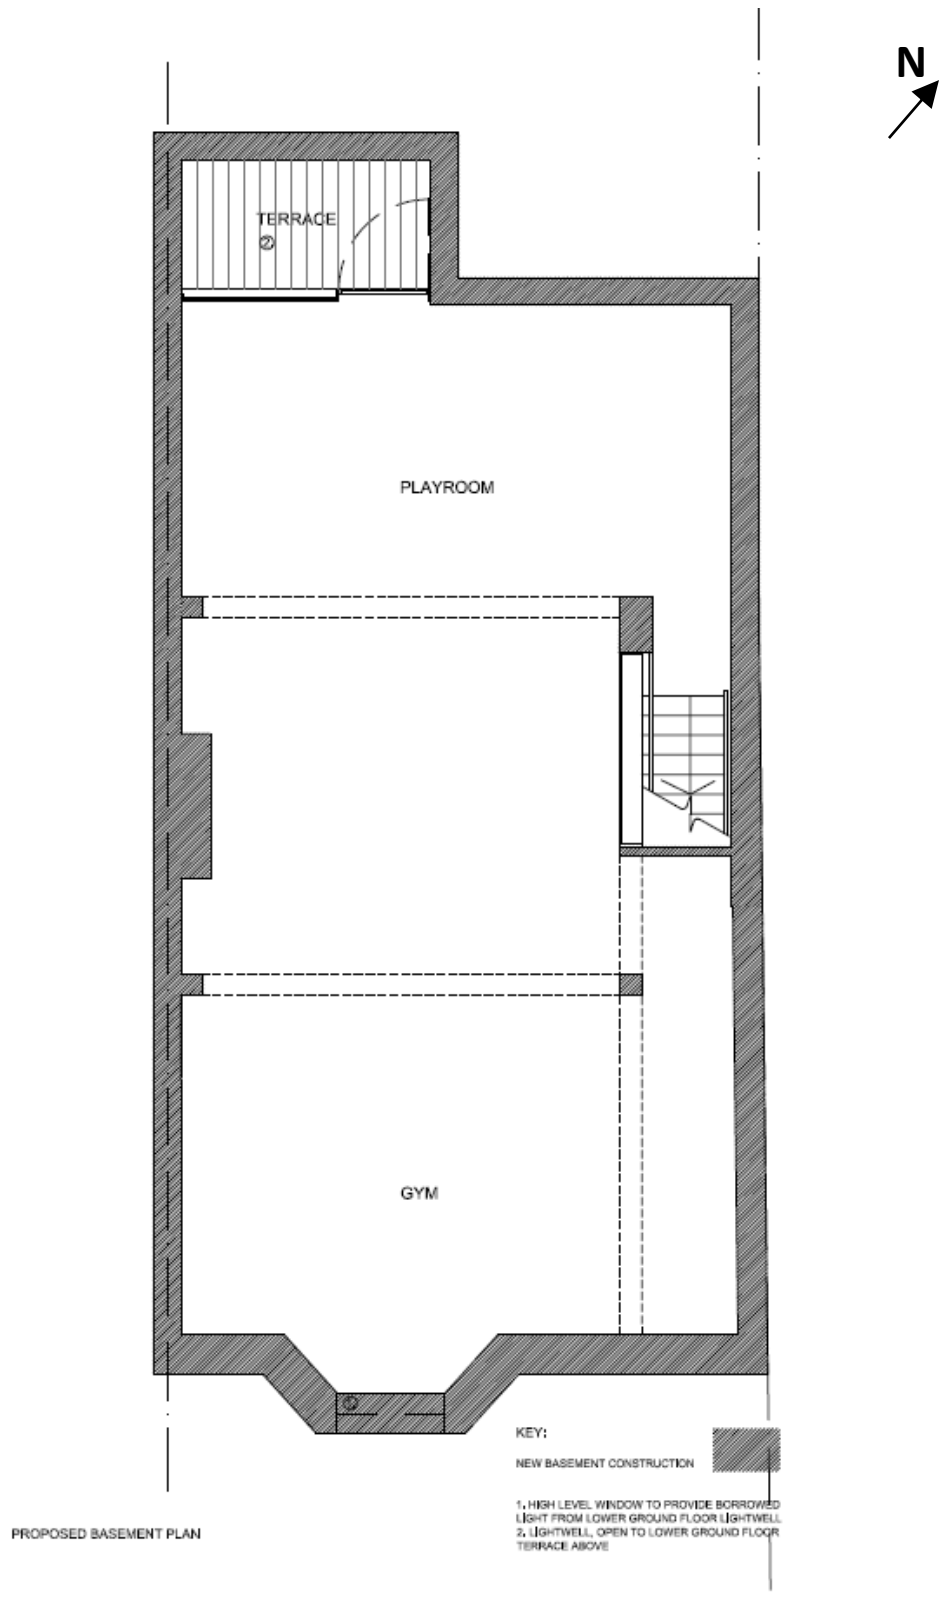 N
TERRACE
2
PLAYROOM
GYM
1
KEY:
NEW BASEMENT CONSTRUCTION
1. HIGH LEVEL WINDOW TO PROVIDE BORROWED
LIGHT FROM LOWER GROUND FLOOR LIGHTWELL
2. LIGHTWELL, OPEN TO LOWER GROUND FLOOR
TERRACE ABOVE
PROPOSED BASEMENT PLAN